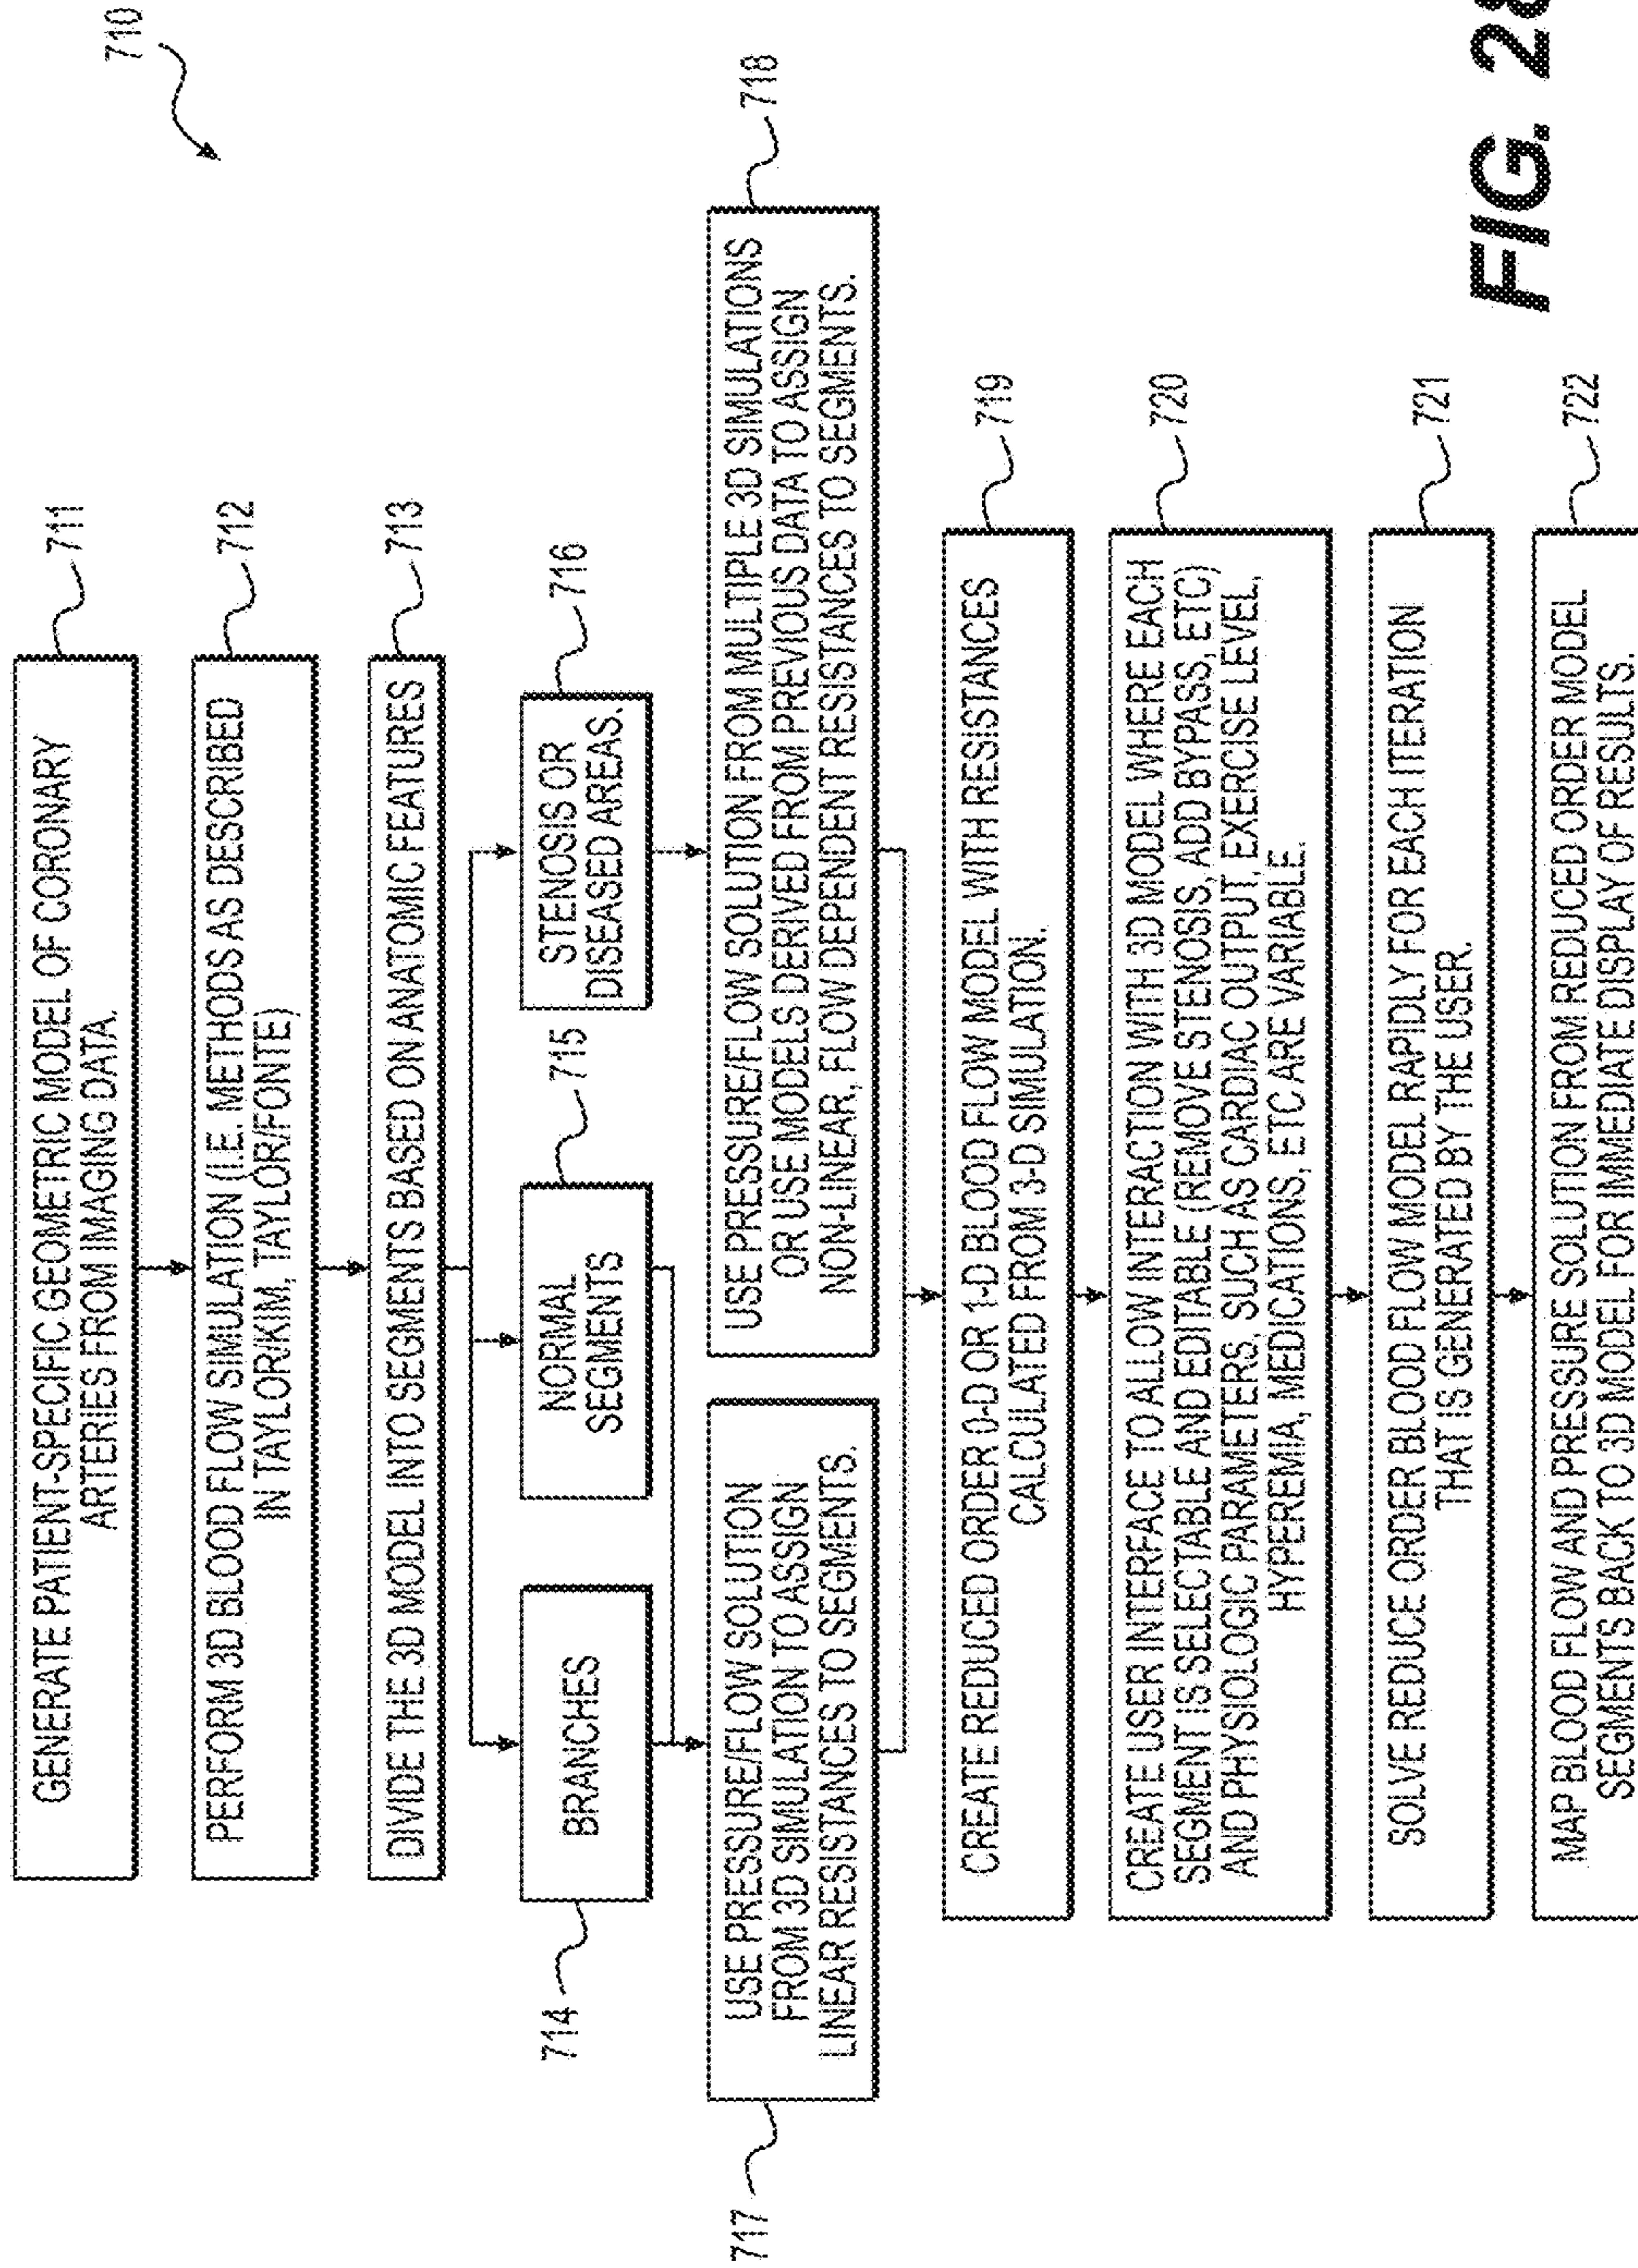 710
GENERATE PATIENT-SPECIFIC GEOMETRIC MODEL OF CORONARY
ARTERIES FROM IMAGING DATA.
711
PERFORM 3D BLOOD FLOW SIMULATION (I.E. METHODS AS DESCRIBED
IN TAYLOR/KIM, TAYLOR/FONTE)
712
DIVIDE THE 3D MODEL INTO SEGMENTS BASED ON ANATOMIC FEATURES
713
714
BRANCHES
NORMAL
SEGMENTS
715
STENOSIS OR
DISEASED AREAS.
716
717
USE PRESSURE/FLOW SOLUTION
FROM 3D SIMULATION TO ASSIGN
LINEAR RESISTANCES TO SEGMENTS.
USE PRESSURE/FLOW SOLUTION FROM MULTIPLE 3D SIMULATIONS
OR USE MODELS DERIVED FROM PREVIOUS DATA TO ASSIGN
NON-LINEAR, FLOW DEPENDENT RESISTANCES TO SEGMENTS.
718
CREATE REDUCED ORDER 0-D OR 1-D BLOOD FLOW MODEL WITH RESISTANCES
CALCULATED FROM 3-D SIMULATION.
719
CREATE USER INTERFACE TO ALLOW INTERACTION WITH 3D MODEL WHERE EACH
SEGMENT IS SELECTABLE AND EDITABLE (REMOVE STENOSIS, ADD BYPASS, ETC)
AND PHYSIOLOGIC PARAMETERS, SUCH AS CARDIAC OUTPUT, EXERCISE LEVEL,
HYPEREMIA, MEDICATIONS, ETC ARE VARIABLE.
720
SOLVE REDUCE ORDER BLOOD FLOW MODEL RAPIDLY FOR EACH ITERATION
THAT IS GENERATED BY THE USER.
721
MAP BLOOD FLOW AND PRESSURE SOLUTION FROM REDUCED ORDER MODEL
SEGMENTS BACK TO 3D MODEL FOR IMMEDIATE DISPLAY OF RESULTS.
722
FIG. 28